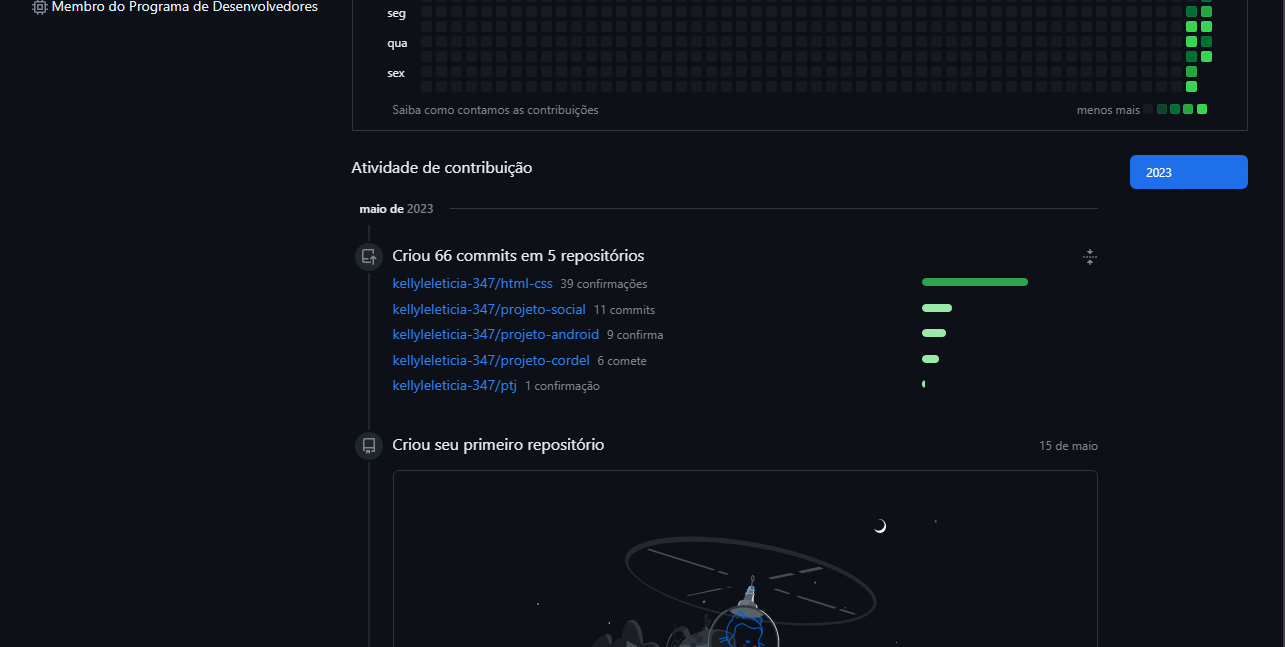 Membro do Programa de Desenvolvedores
seg
qua
sex
Saiba como contamos as contribuições
menos mais
Atividade de contribuição
2023
maio de 2023
Criou 66 commits em 5 repositórios
kellyleleticia-347/html-css 39 confirmações
kellyleleticia-347/projeto-social 11 commits
kellyleleticia-347/projeto-android 9 confirma
kellyleleticia-347/projeto-cordel 6 comete
kellyleleticia-347/ptj 1 confirmação
Criou seu primeiro repositório
15 de maio